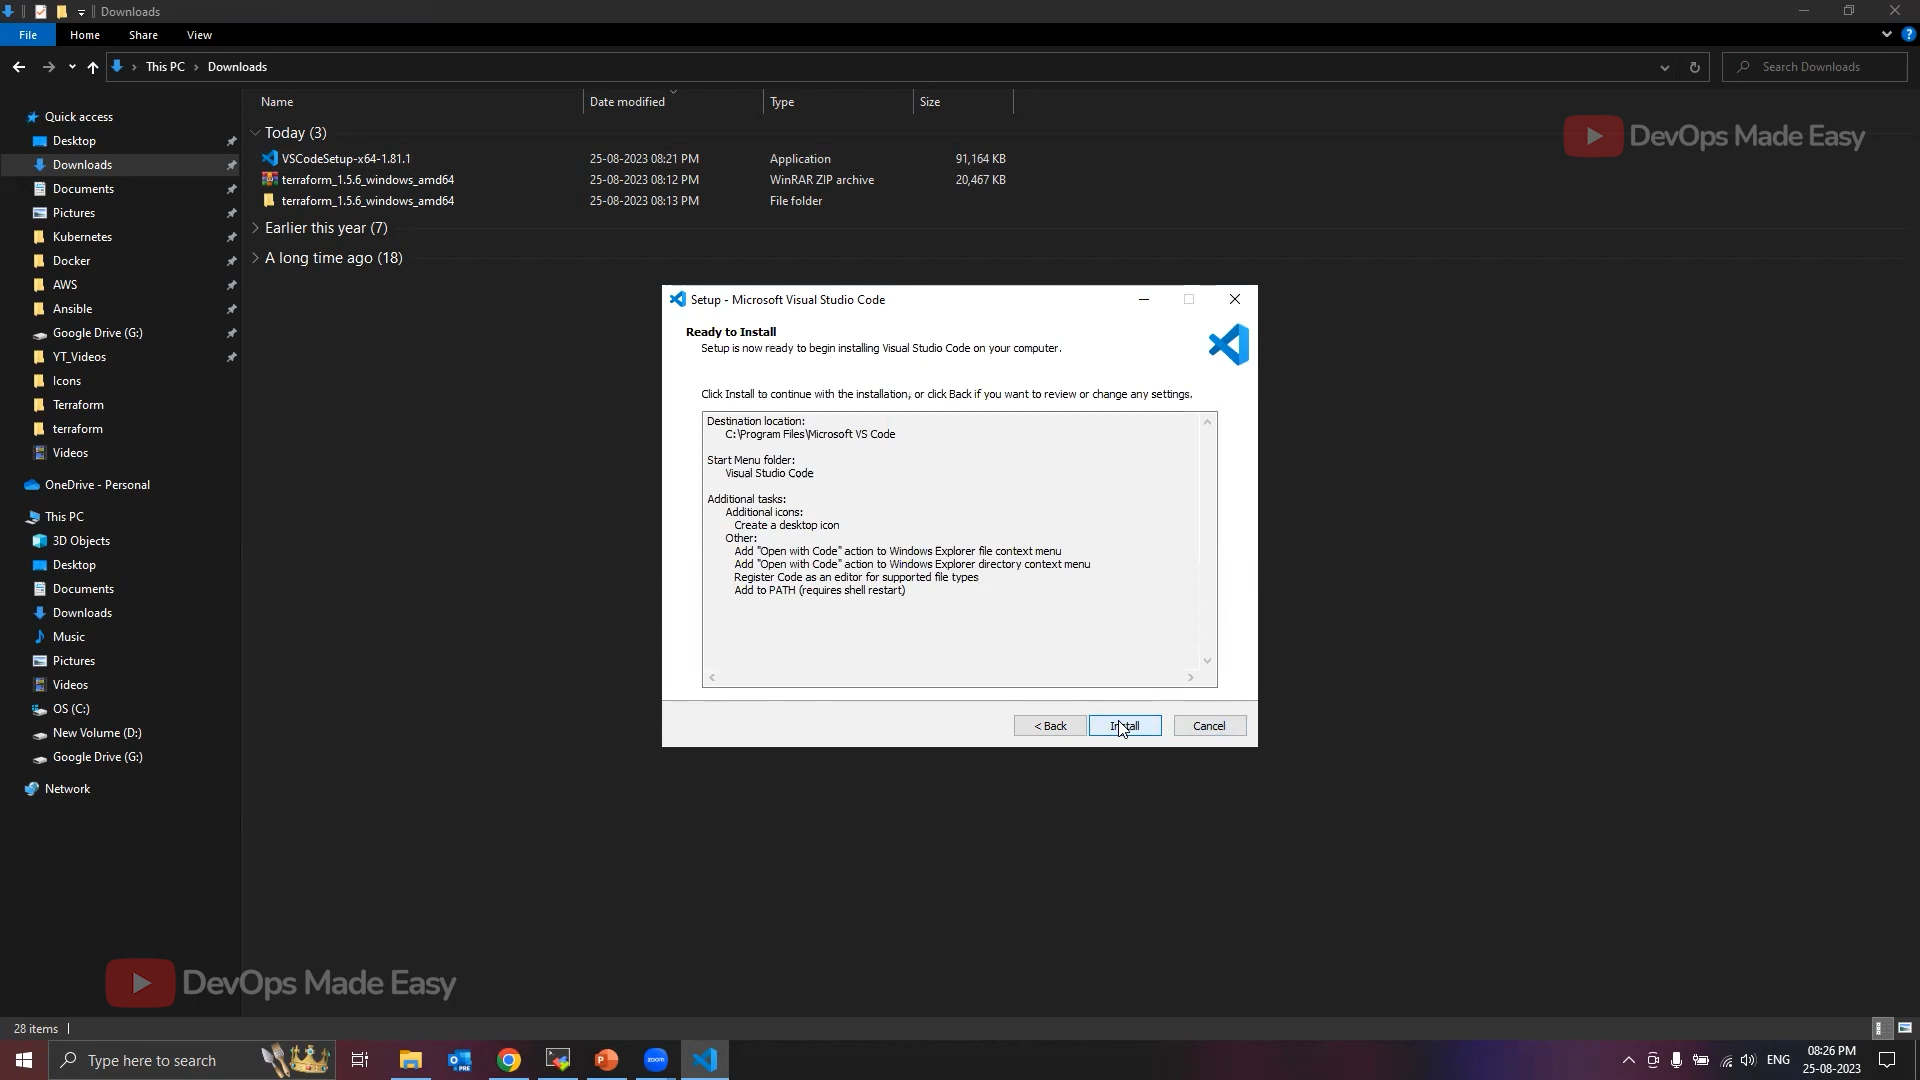 Downloads
File
Home
Share
View
This PC
Downloads
Search Downloads
Name
Date modified
Type
Size
Today (3)
VSCodeSetup-x64-1.81.1 25-08-2023 08:21 PM Application 91,164 KB
terraform_1.5.6_windows_amd64 25-08-2023 08:12 PM WinRAR ZIP archive 20,467 KB
terraform_1.5.6_windows_amd64 25-08-2023 08:13 PM File folder
Earlier this year (7)
A long time ago (18)
DevOps Made Easy
Quick access
Desktop
Downloads
Documents
Pictures
Kubernetes
Docker
AWS
Ansible
Google Drive (G:)
YT_Videos
Icons
Terraform
terraform
Videos
OneDrive - Personal
This PC
3D Objects
Desktop
Documents
Downloads
Music
Pictures
Videos
OS (C:)
New Volume (D:)
Google Drive (G:)
Network
Setup - Microsoft Visual Studio Code
Ready to Install
Setup is now ready to begin installing Visual Studio Code on your computer.
Click Install to continue with the installation, or click Back if you want to review or change any settings.
Destination location:
C:\Program Files\Microsoft VS Code
Start Menu folder:
Visual Studio Code
Additional tasks:
Additional icons:
Create a desktop icon
Other:
Add "Open with Code" action to Windows Explorer file context menu
Add "Open with Code" action to Windows Explorer directory context menu
Register Code as an editor for supported file types
Add to PATH (requires shell restart)
< Back
Install
Cancel
DevOps Made Easy
28 items
Type here to search
PRE
zoom
ENG
08:26 PM
25-08-2023